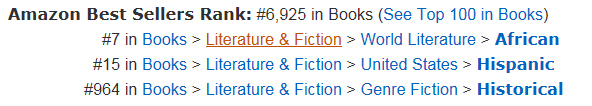 Amazon Best Sellers Rank: #6,925 in Books (See Top 100 in Books)
#7 in Books > Literature & Fiction > World Literature > African
#15 in Books > Literature & Fiction > United States > Hispanic
#964 in Books > Literature & Fiction > Genre Fiction > Historical